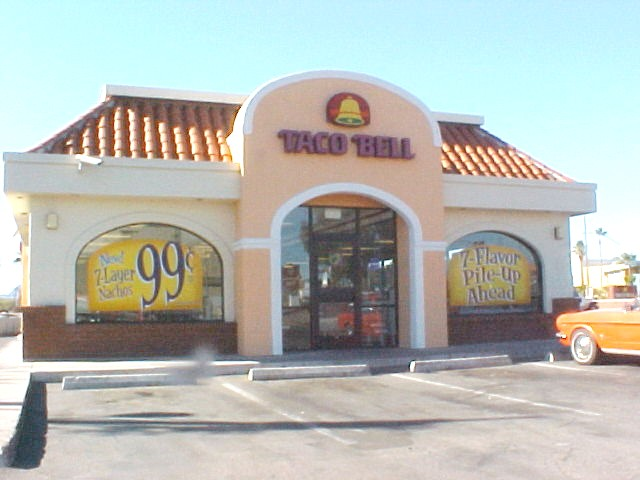 TACO BELL
New!
7-Layer
Nachos
99¢
7-Flavor
Pile-Up
Ahead